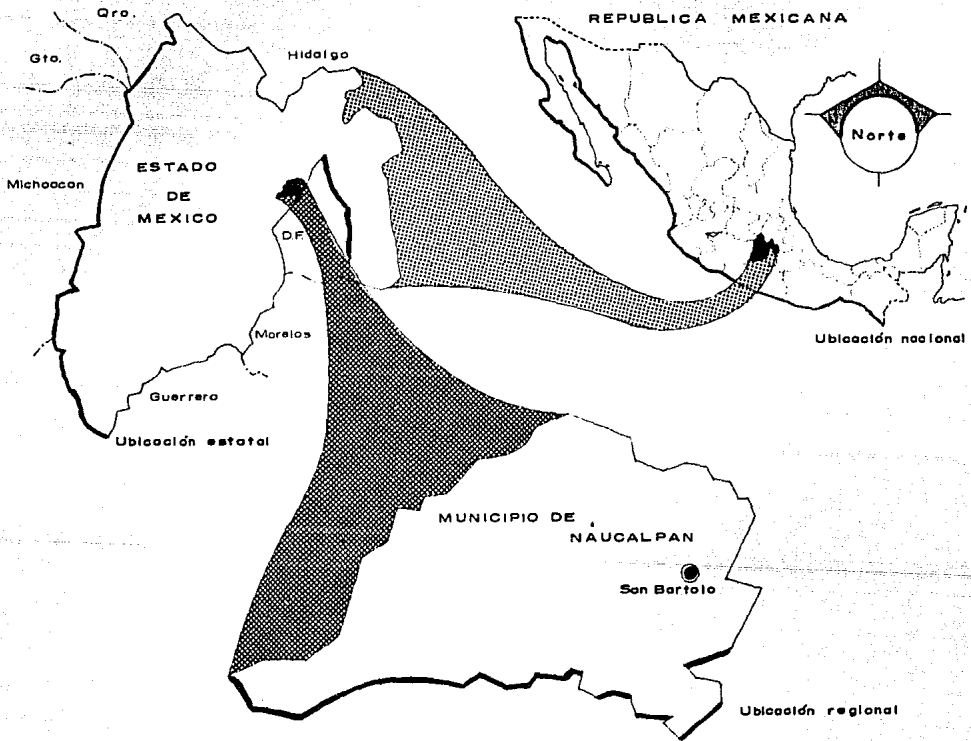 Qro.
REPUBLICA MEXICANA
Gto.
Hidalgo
Norte
ESTADO
DE
MEXICO
Michoacan
D.F.
Morelos
Ubicación nacional
Guerrero
Ubicación estatal
MUNICIPIO DE
NAUCALPAN
San Bartolo
Ubicación regional